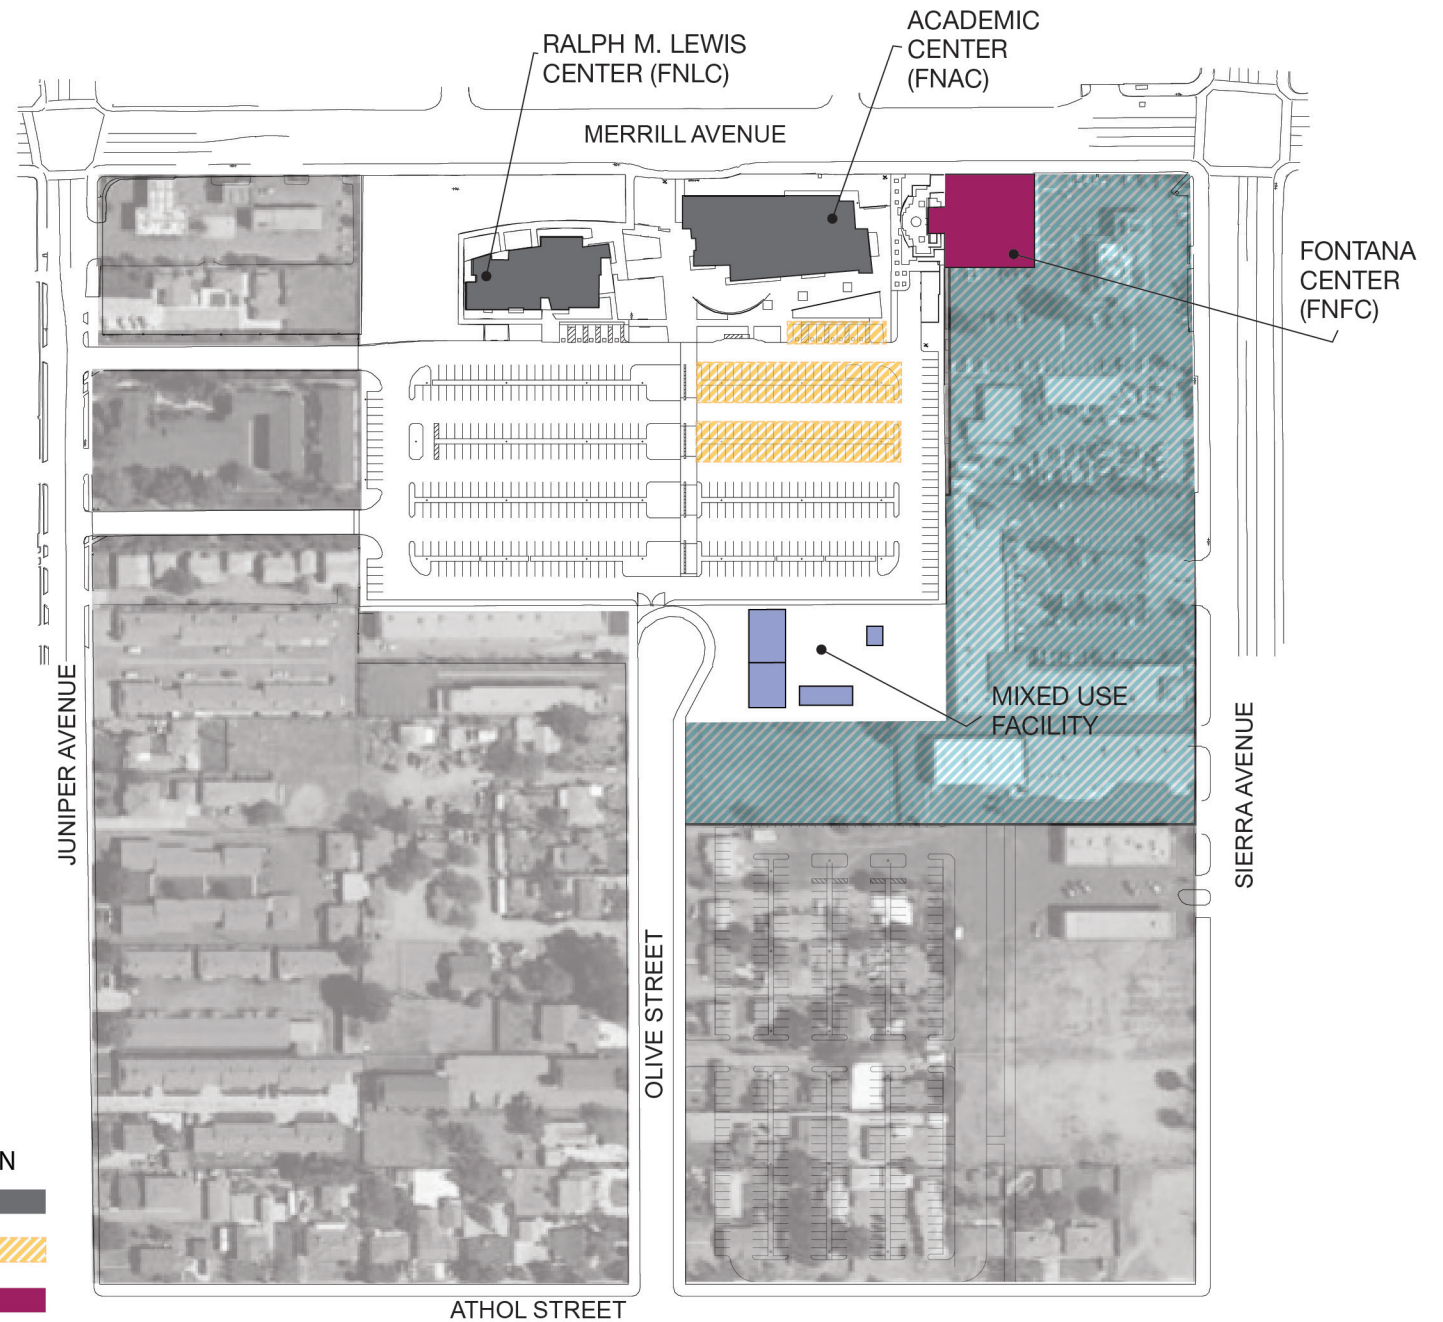 ACADEMIC
CENTER
(FNAC)
RALPH M. LEWIS
CENTER (FNLC)
MERRILL AVENUE
FONTANA
CENTER
(FNFC)
MIXED USE
FACILITY
JUNIPER AVENUE
SIERRA AVENUE
OLIVE STREET
N
ATHOL STREET